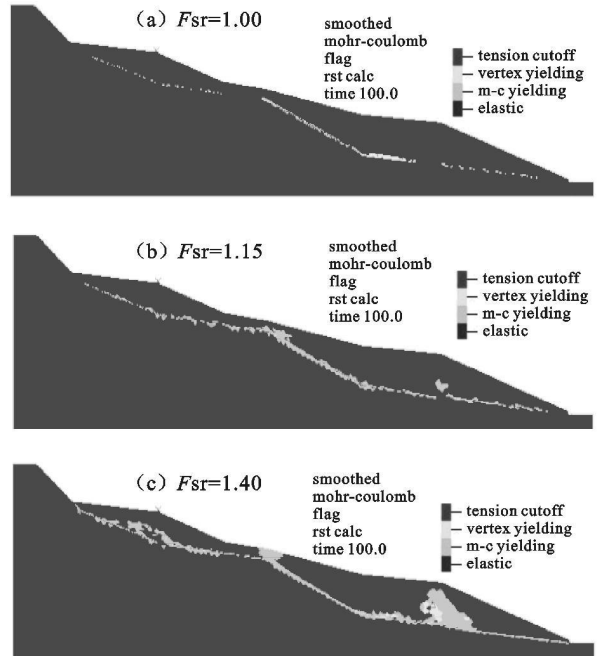 (a) Fsr=1.00
smoothed
mohr-coulomb
flag
rst calc
time 100.0
tension cutoff
vertex yielding
m-c yielding
elastic
(b) Fsr=1.15
smoothed
mohr-coulomb
flag
rst calc
time 100.0
tension cutoff
vertex yielding
m-c yielding
elastic
(c) Fsr=1.40
smoothed
mohr-coulomb
flag
rst calc
time 100.0
tension cutoff
vertex yielding
m-c yielding
elastic